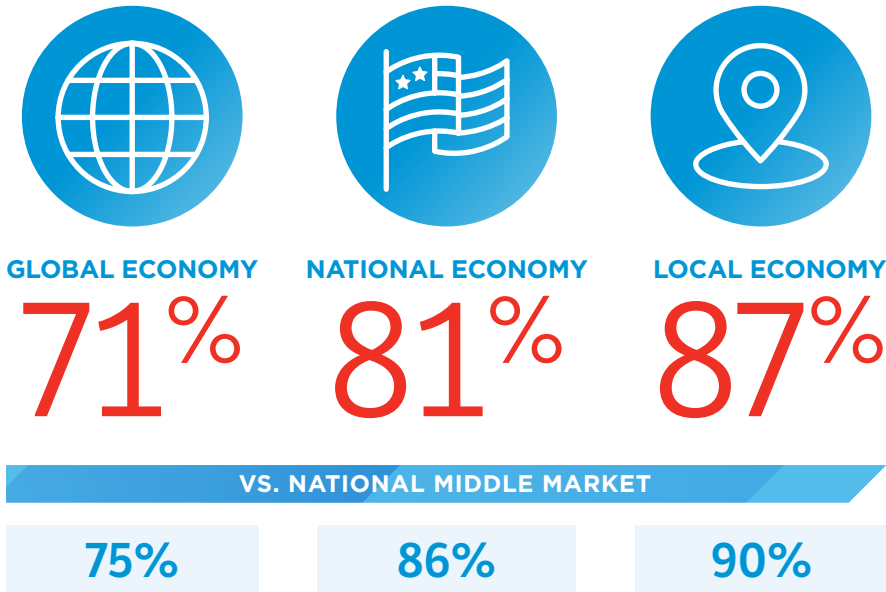 GLOBAL ECONOMY NATIONAL ECONOMY LOCAL ECONOMY
71% 81% 87%
VS. NATIONAL MIDDLE MARKET
75% 86% 90%